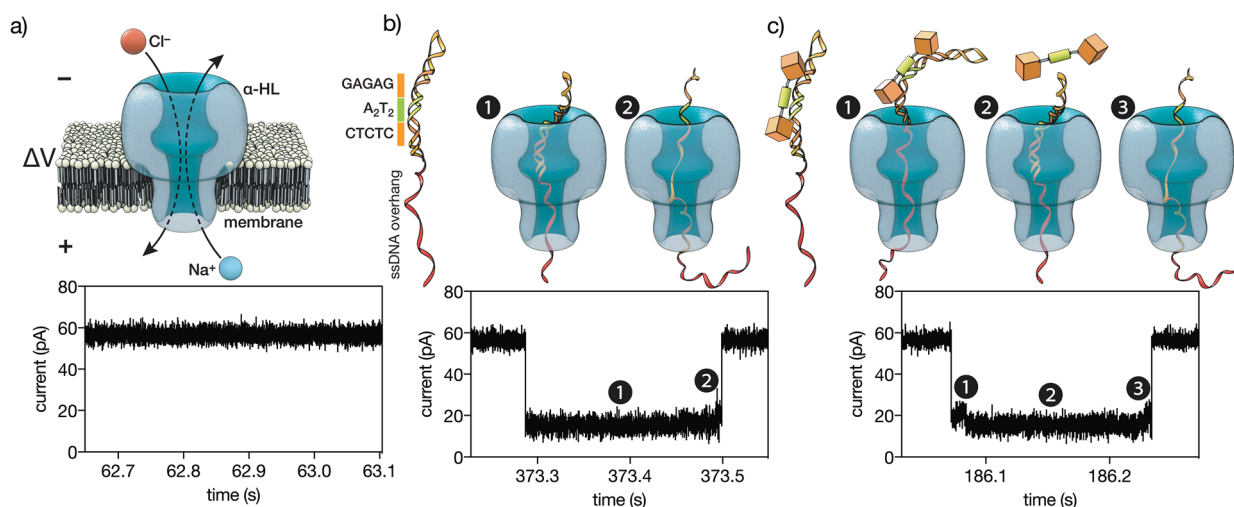 a)
Cl⁻
−
α-HL
ΔV
membrane
+
Na⁺
80
60
40
20
0
current (pA)
62.7 62.8 62.9 63.0 63.1
time (s)
b)
GAGAG
A₂T₂
CTCTC
ssDNA overhang
1
2
80
60
40
20
0
current (pA)
1
2
373.3 373.4 373.5
time (s)
c)
1
2
3
80
60
40
20
0
current (pA)
1
2
3
186.1 186.2
time (s)